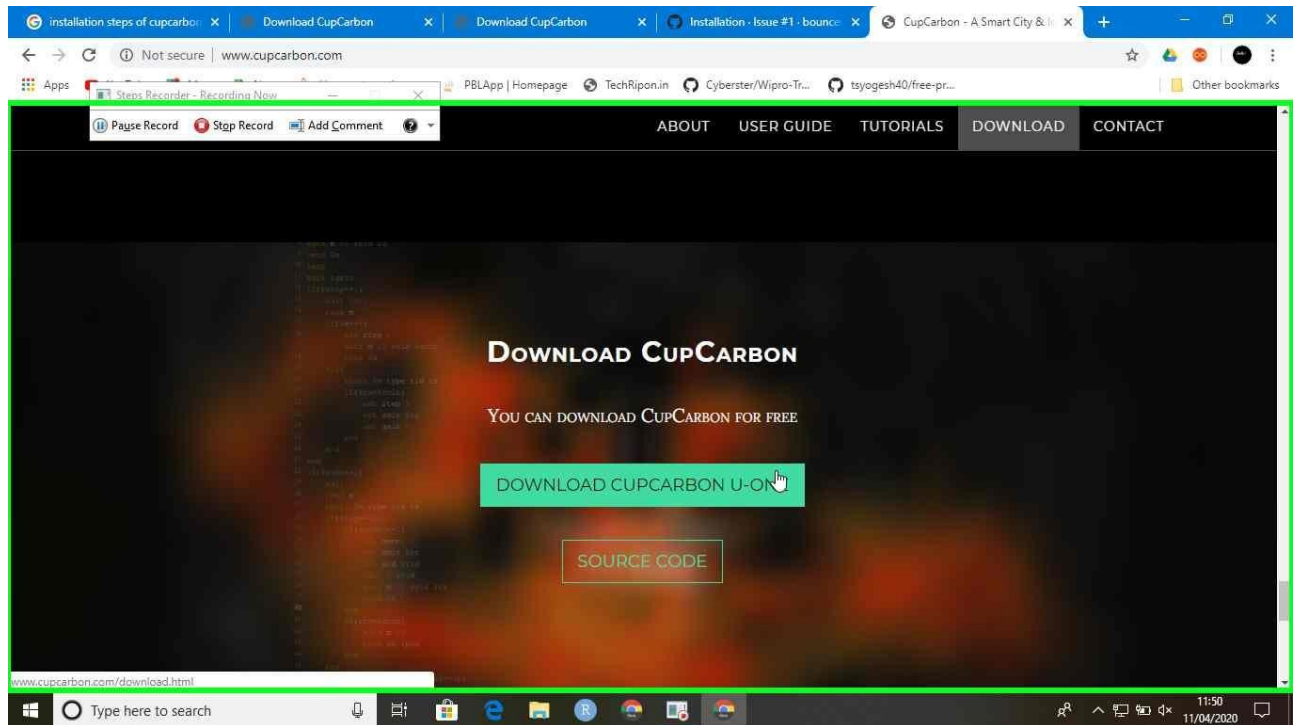 installation steps of cupcarbon
Download CupCarbon
Download CupCarbon
Installation · Issue #1 · bounce
CupCarbon - A Smart City &
Not secure | www.cupcarbon.com
Apps
PBLApp | Homepage
TechRipon.in
Cyberster/Wipro-Tr...
tsyogesh40/free-pr...
Other bookmarks
Steps Recorder - Recording Now
Pause Record
Stop Record
Add Comment
ABOUT
USER GUIDE
TUTORIALS
DOWNLOAD
CONTACT
Download CupCarbon
You can download CupCarbon for free
DOWNLOAD CUPCARBON
SOURCE CODE
www.cupcarbon.com/download.html
Type here to search
11:50
11/04/2020